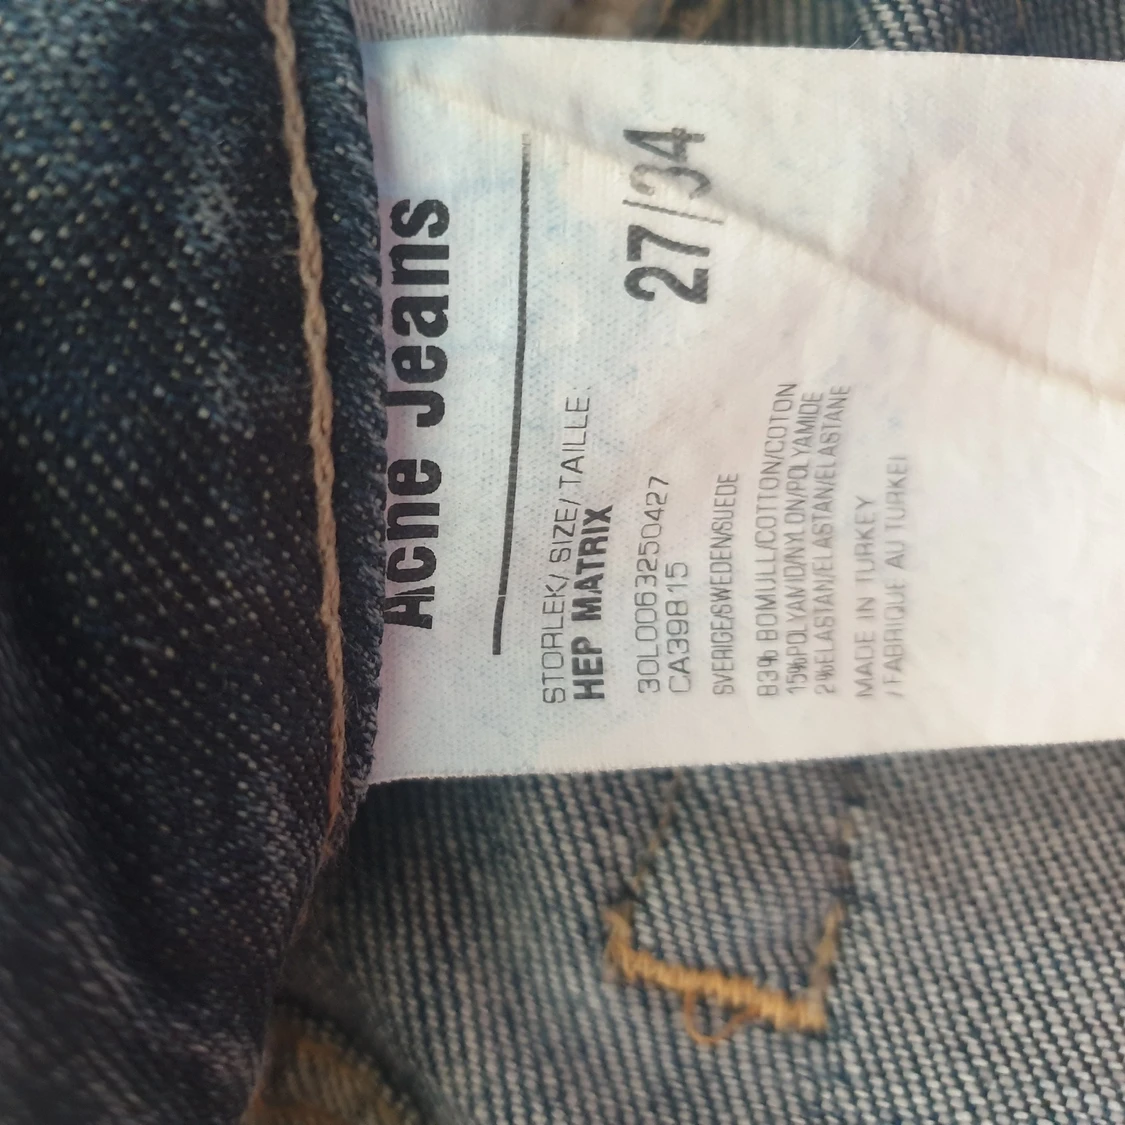 Acne Jeans
STORLEK/ SIZE/ TAILLE:
HEP MATRIX
27/34
30L0063250427
CA39815
SVERIGE/SWEDEN/SUEDE
83% BOMULL/COTTON/COTON
15%POLYAMID/NYLON/POLYAMIDE
2%ELASTAN/ELASTAN/ELASTANE
MADE IN TURKEY
/FABRIQUE AU TURKEI